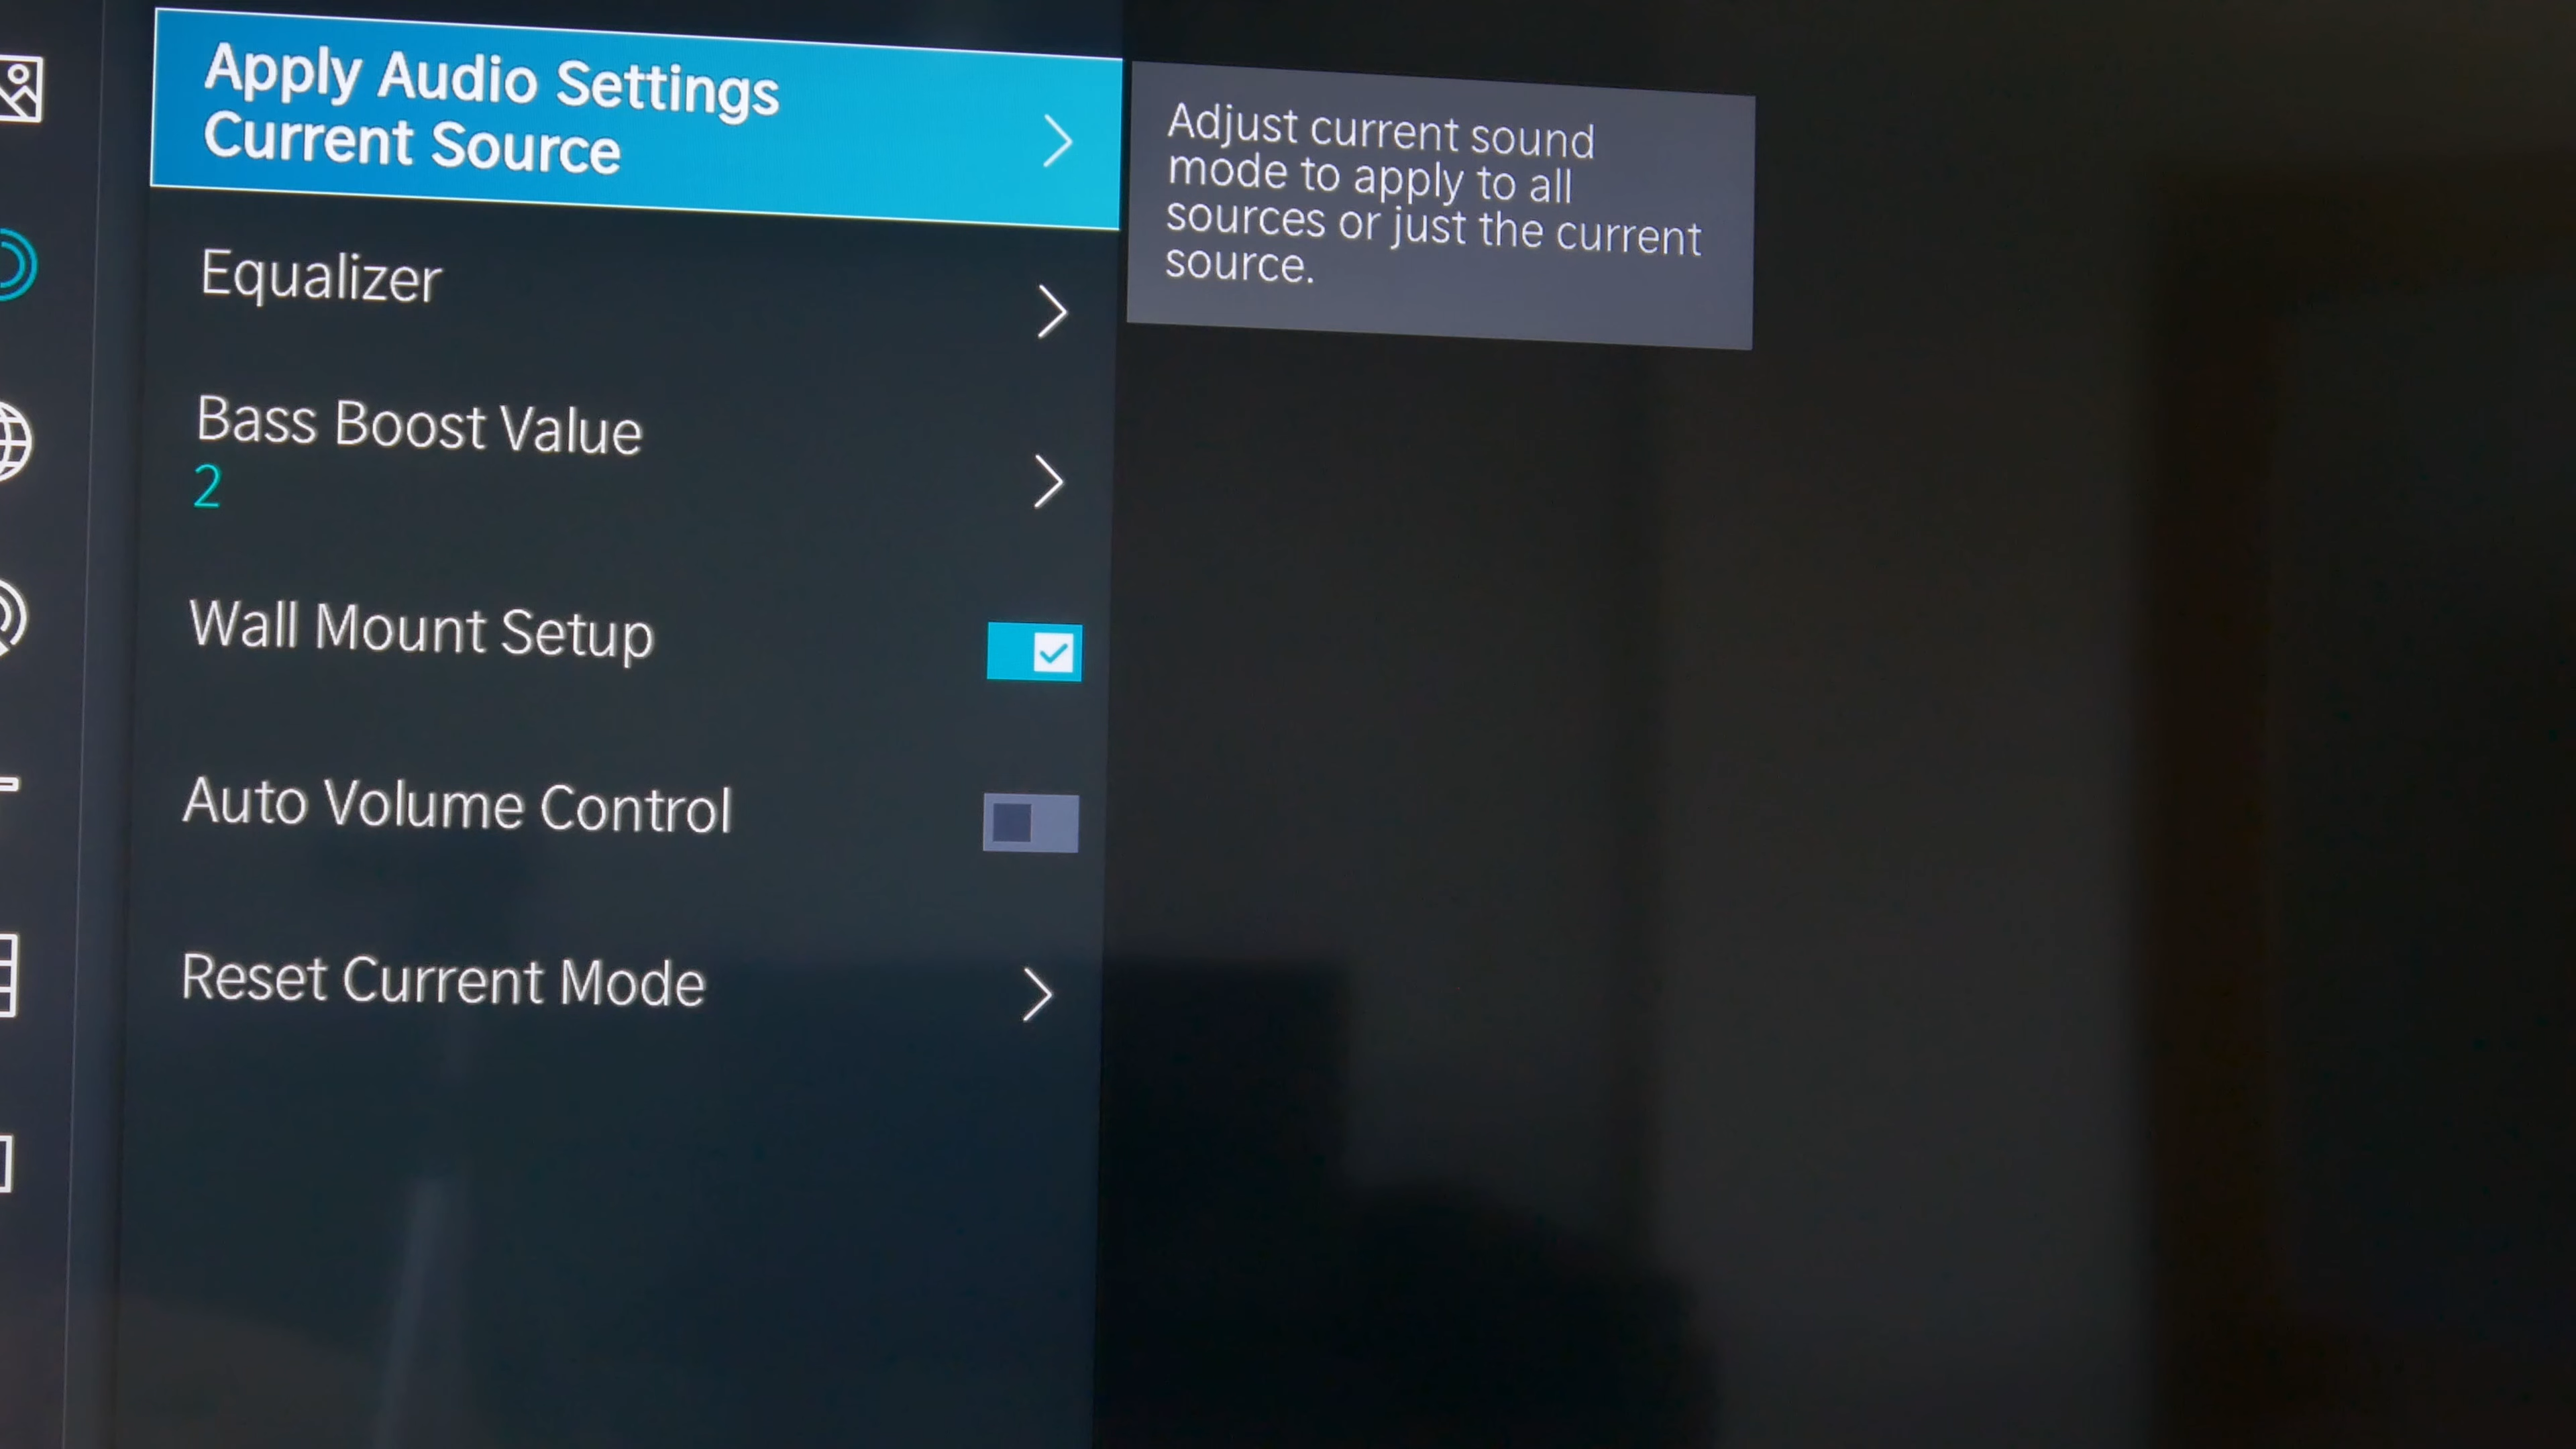 Apply Audio Settings
Current Source
Equalizer
Bass Boost Value
2
Wall Mount Setup
Auto Volume Control
Reset Current Mode
Adjust current sound
mode to apply to all
sources or just the current
source.